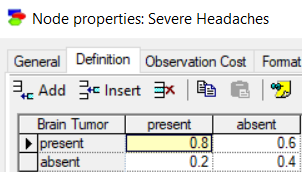 Node properties: Severe Headaches
General Definition Observation Cost Format
Add Insert
Brain Tumor present absent
present 0.8 0.6
absent 0.2 0.4